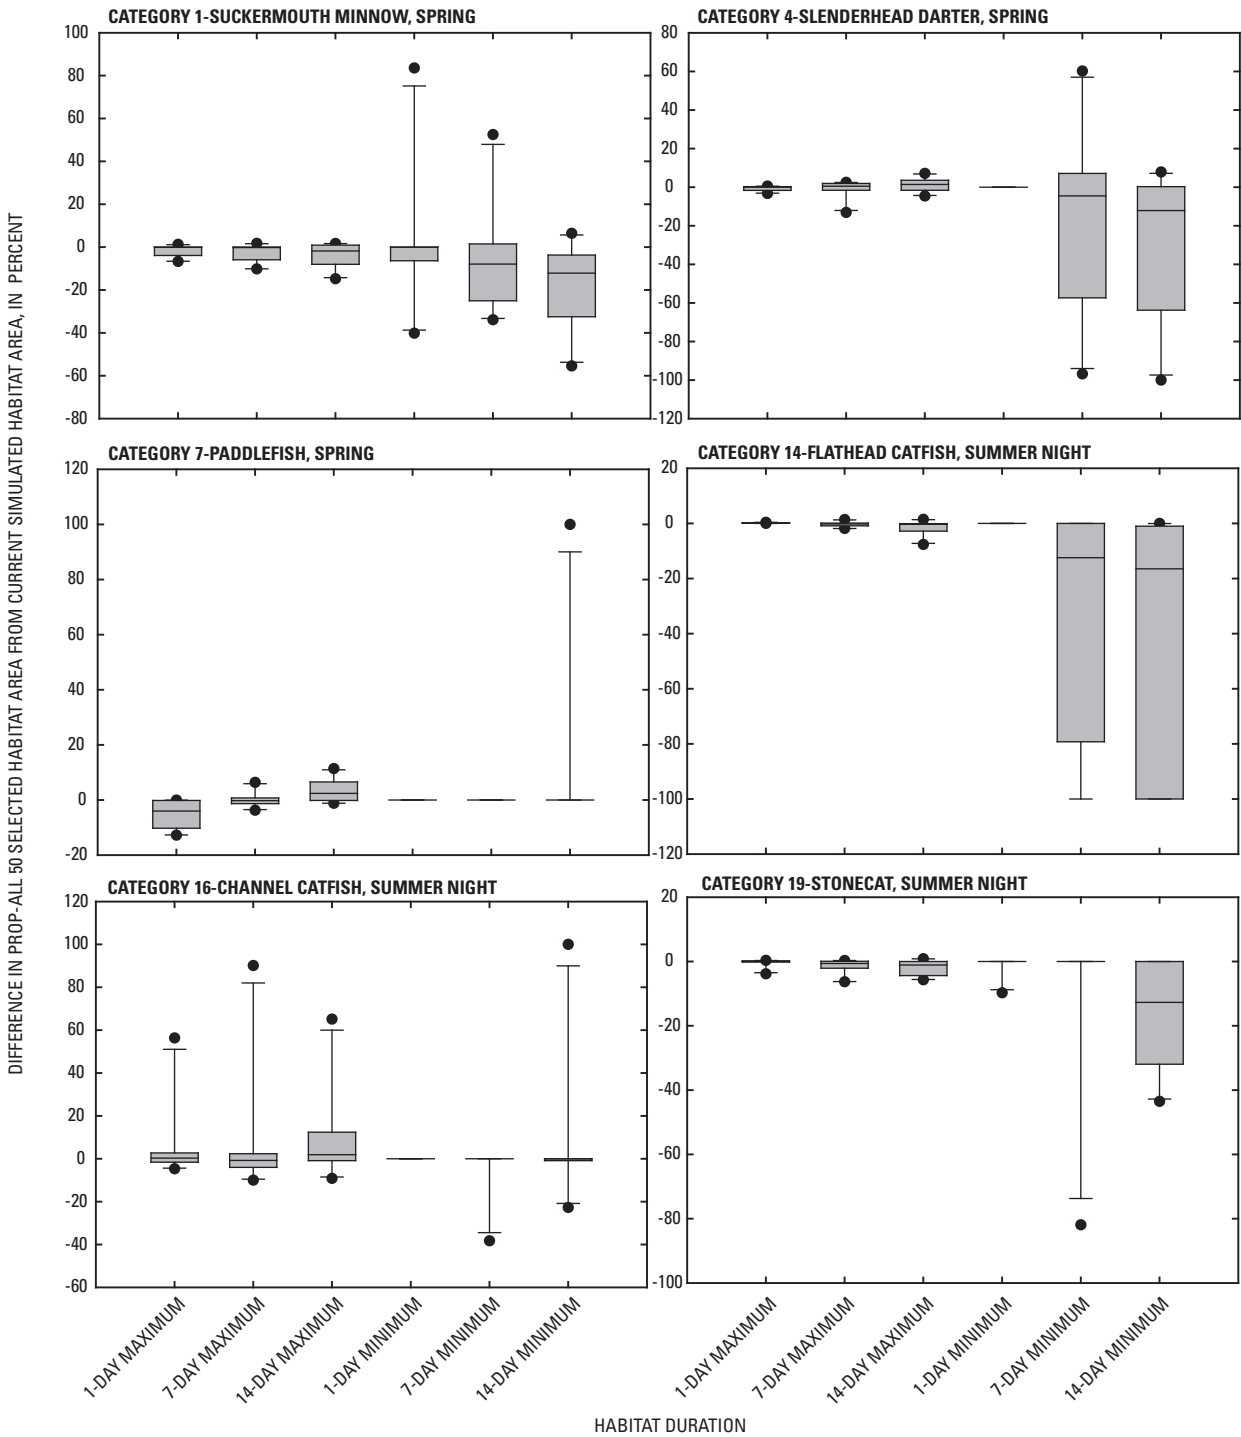 CATEGORY 1-SUCKERMOUTH MINNOW, SPRING
100
80
60
40
20
0
-20
-40
-60
-80
CATEGORY 4-SLENDERHEAD DARTER, SPRING
80
60
40
20
0
-20
-40
-60
-80
-100
-120
CATEGORY 7-PADDLEFISH, SPRING
120
100
80
60
40
20
0
-20
CATEGORY 14-FLATHEAD CATFISH, SUMMER NIGHT
20
0
-20
-40
-60
-80
-100
-120
CATEGORY 16-CHANNEL CATFISH, SUMMER NIGHT
120
100
80
60
40
20
0
-20
-40
-60
CATEGORY 19-STONECAT, SUMMER NIGHT
20
0
-20
-40
-60
-80
-100
DIFFERENCE IN PROP-ALL 50 SELECTED HABITAT AREA FROM CURRENT SIMULATED HABITAT AREA, IN PERCENT
1-DAY MAXIMUM
7-DAY MAXIMUM
14-DAY MAXIMUM
1-DAY MINIMUM
7-DAY MINIMUM
14-DAY MINIMUM
1-DAY MAXIMUM
7-DAY MAXIMUM
14-DAY MAXIMUM
1-DAY MINIMUM
7-DAY MINIMUM
14-DAY MINIMUM
HABITAT DURATION